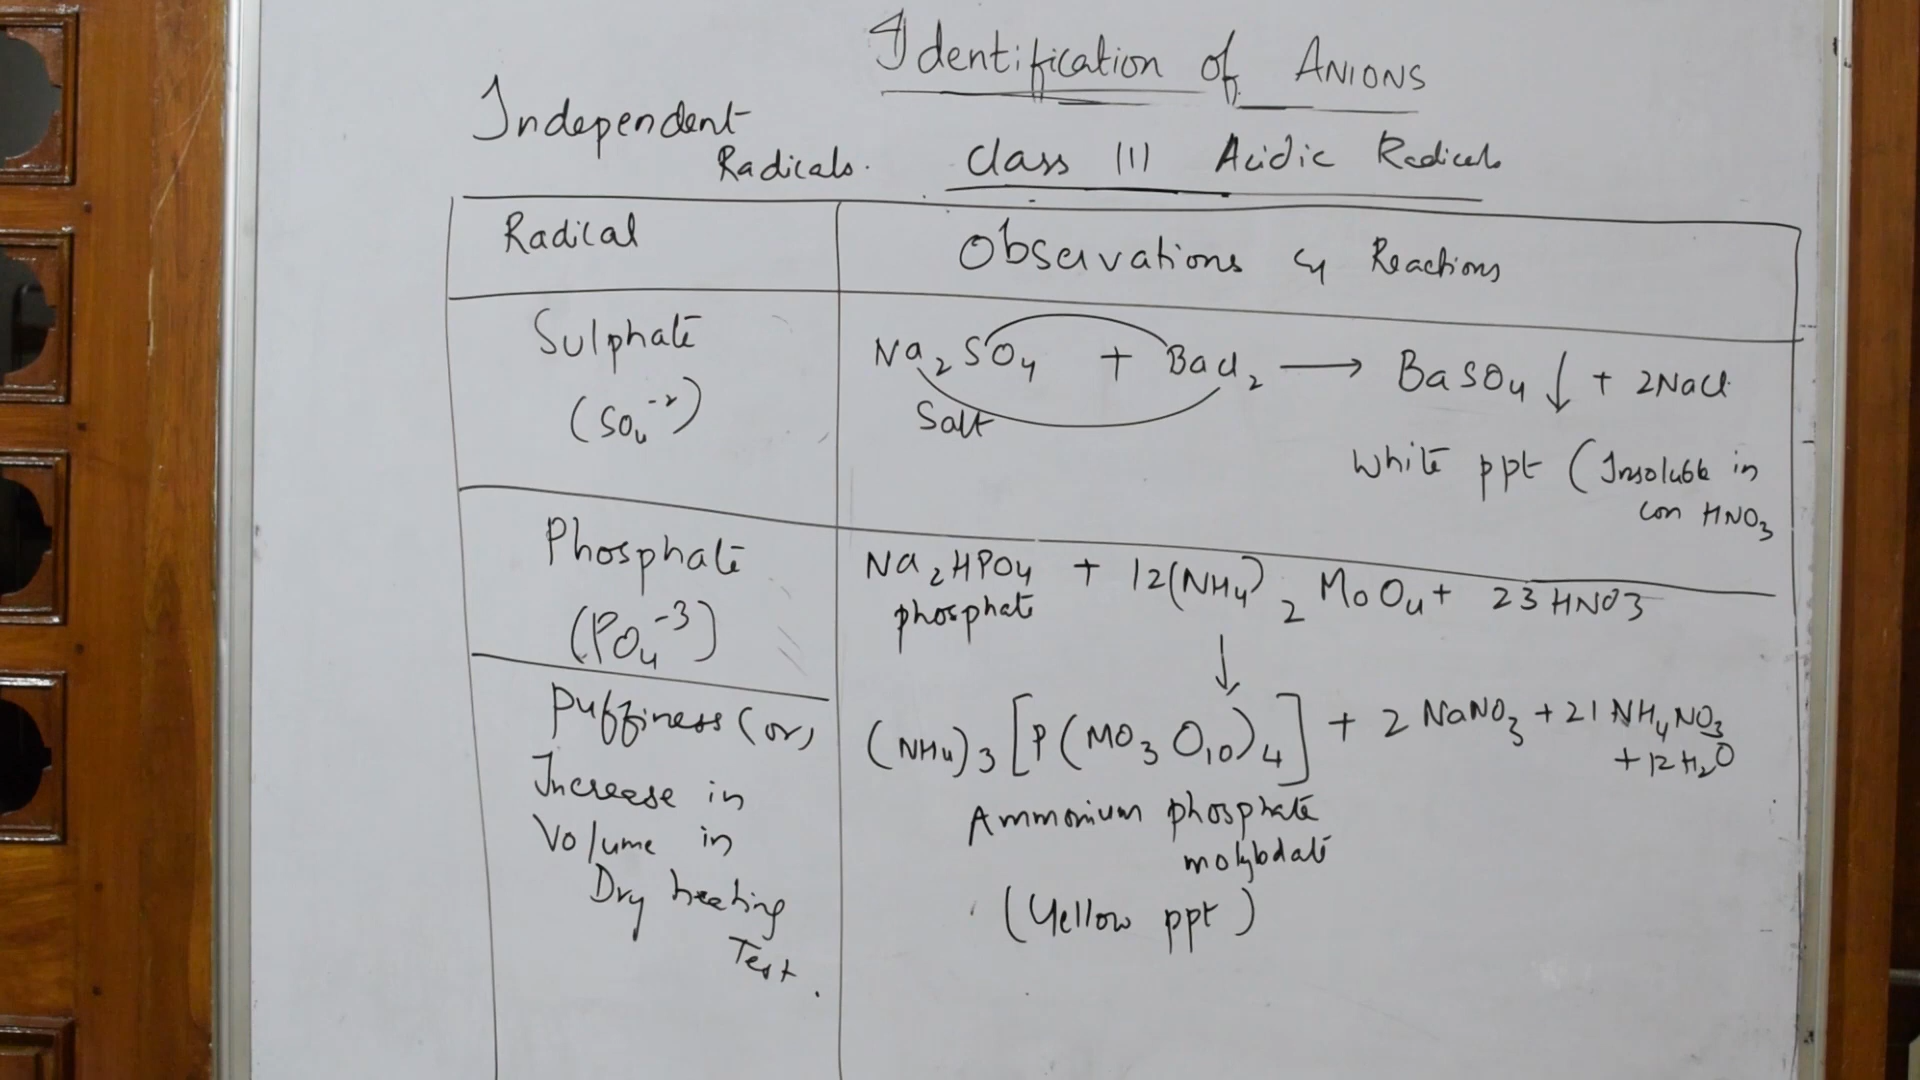 Identification of ANIONS
Independent
Radicals.
Class III Acidic Radicals
Radical
Observations & Reactions
Sulphate
(SO₄⁻²)
Na₂SO₄ + BaCl₂ ⟶ BaSO₄ ↓ + 2NaCl
Salt
White ppt (Insoluble in
con HNO₃
Phosphate
(PO₄⁻³)
Na₂HPO₄ + 12(NH₄)₂MoO₄ + 23HNO3
phosphate
↓
Puffiness (or)
Increase in
Volume in
Dry heating
Test.
(NH₄)₃[P(MO₃O₁₀)₄] + 2NaNO₃ + 21NH₄NO₃
+ 12H₂O
Ammonium phosphate
molybdate
(Yellow ppt)